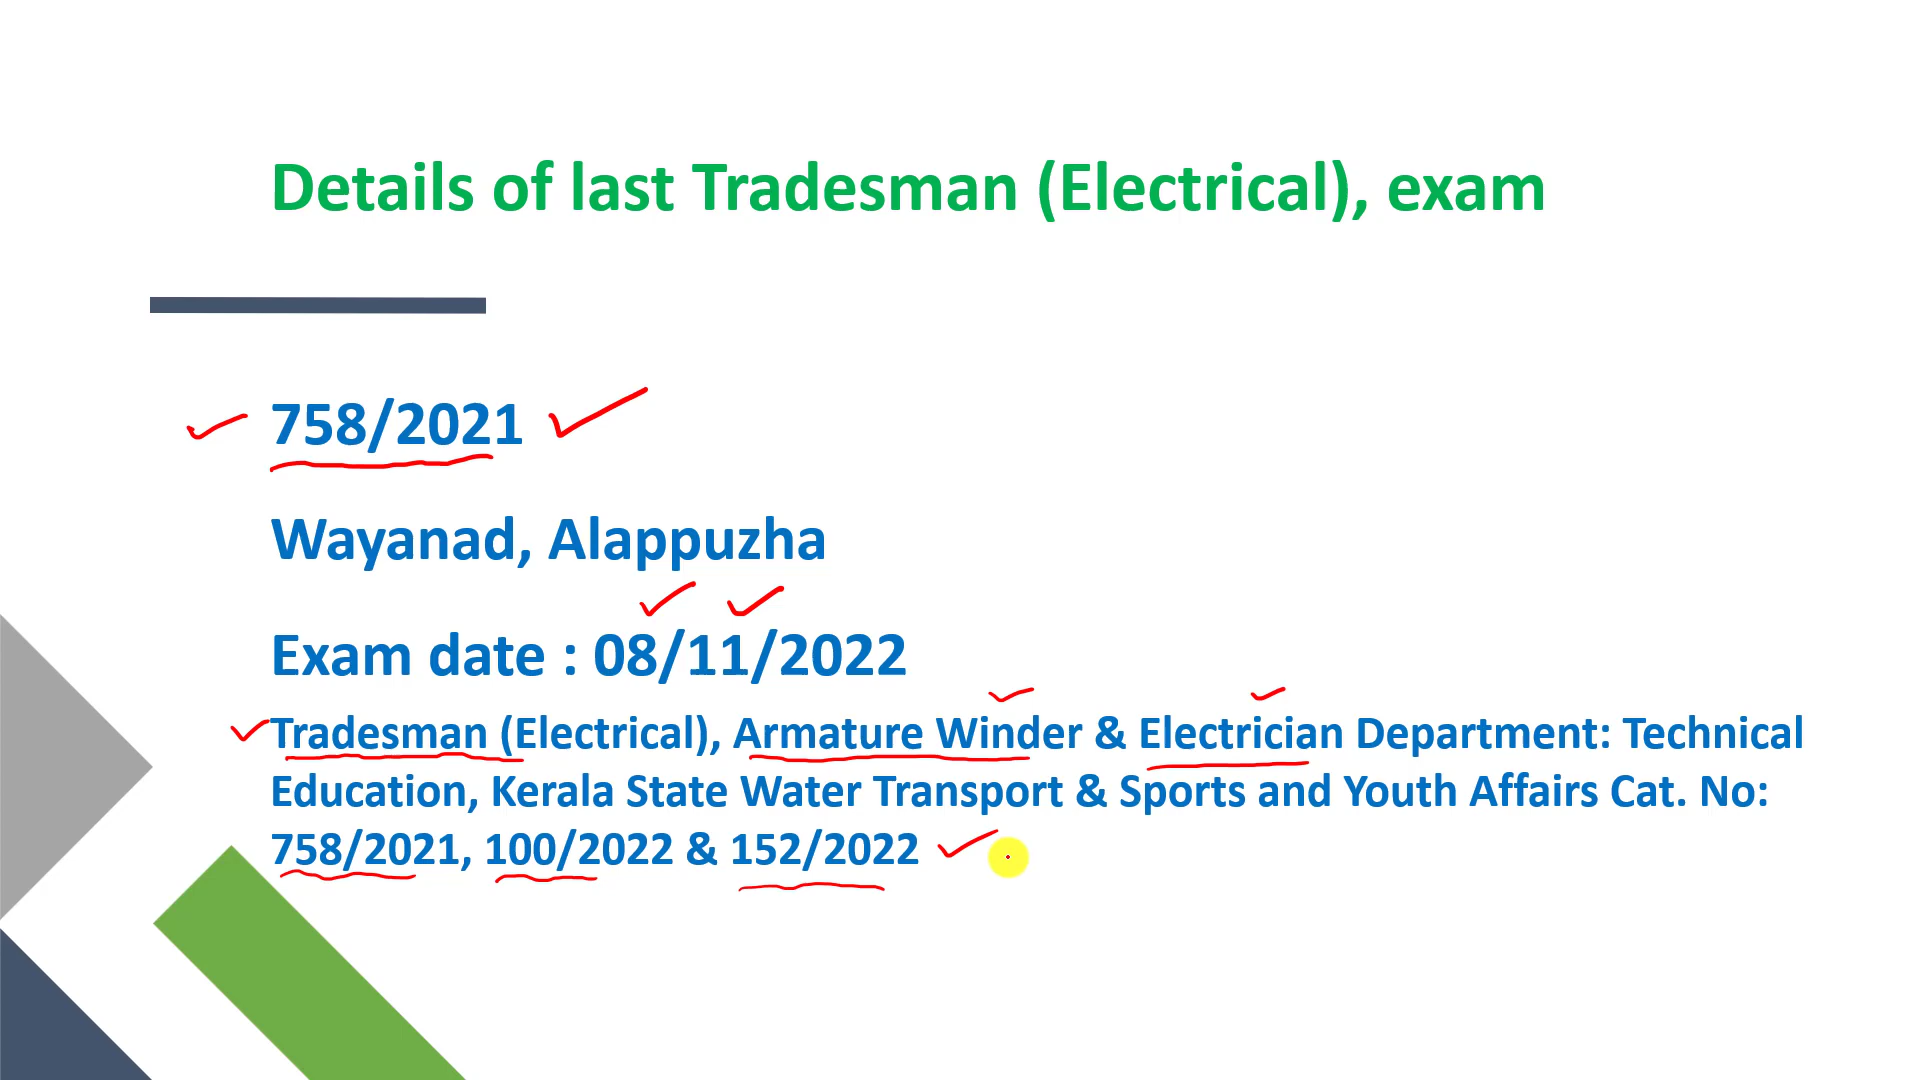 Details of last Tradesman (Electrical), exam
758/2021
Wayanad, Alappuzha
Exam date : 08/11/2022
Tradesman (Electrical), Armature Winder & Electrician Department: Technical
Education, Kerala State Water Transport & Sports and Youth Affairs Cat. No:
758/2021, 100/2022 & 152/2022